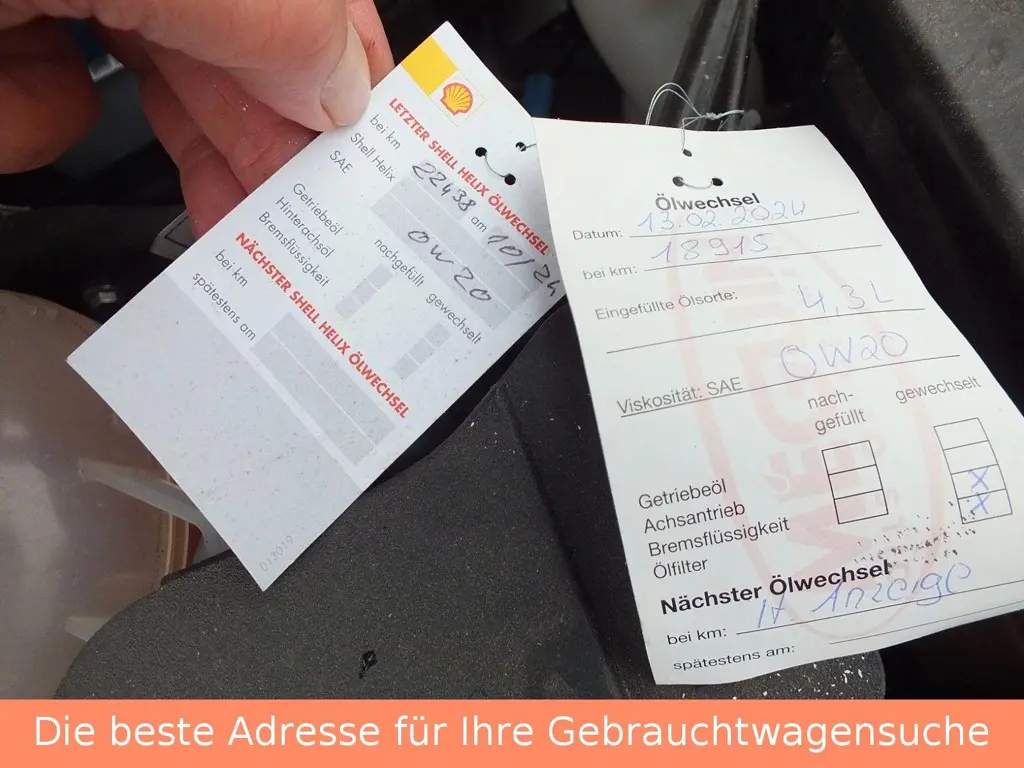 LETZTER SHELL HELIX ÖLWECHSEL
bei km 22438 am 10/24
Shell Helix
SAE 0W20
nachgefüllt gewechselt
Getriebeöl
Hinterachsöl
Bremsflüssigkeit
NÄCHSTER SHELL HELIX ÖLWECHSEL
bei km
spätestens am
01.2019
Ölwechsel
Datum: 13.02.2024
bei km: 18915
Eingefüllte Ölsorte: 4,3 L
Viskosität: SAE 0W20
nach-
gefüllt gewechselt
Getriebeöl
Achsantrieb
Bremsflüssigkeit X
Ölfilter X
Nächster Ölwechsel
bei km: lt. Anzeige
spätestens am:
Die beste Adresse für Ihre Gebrauchtwagensuche